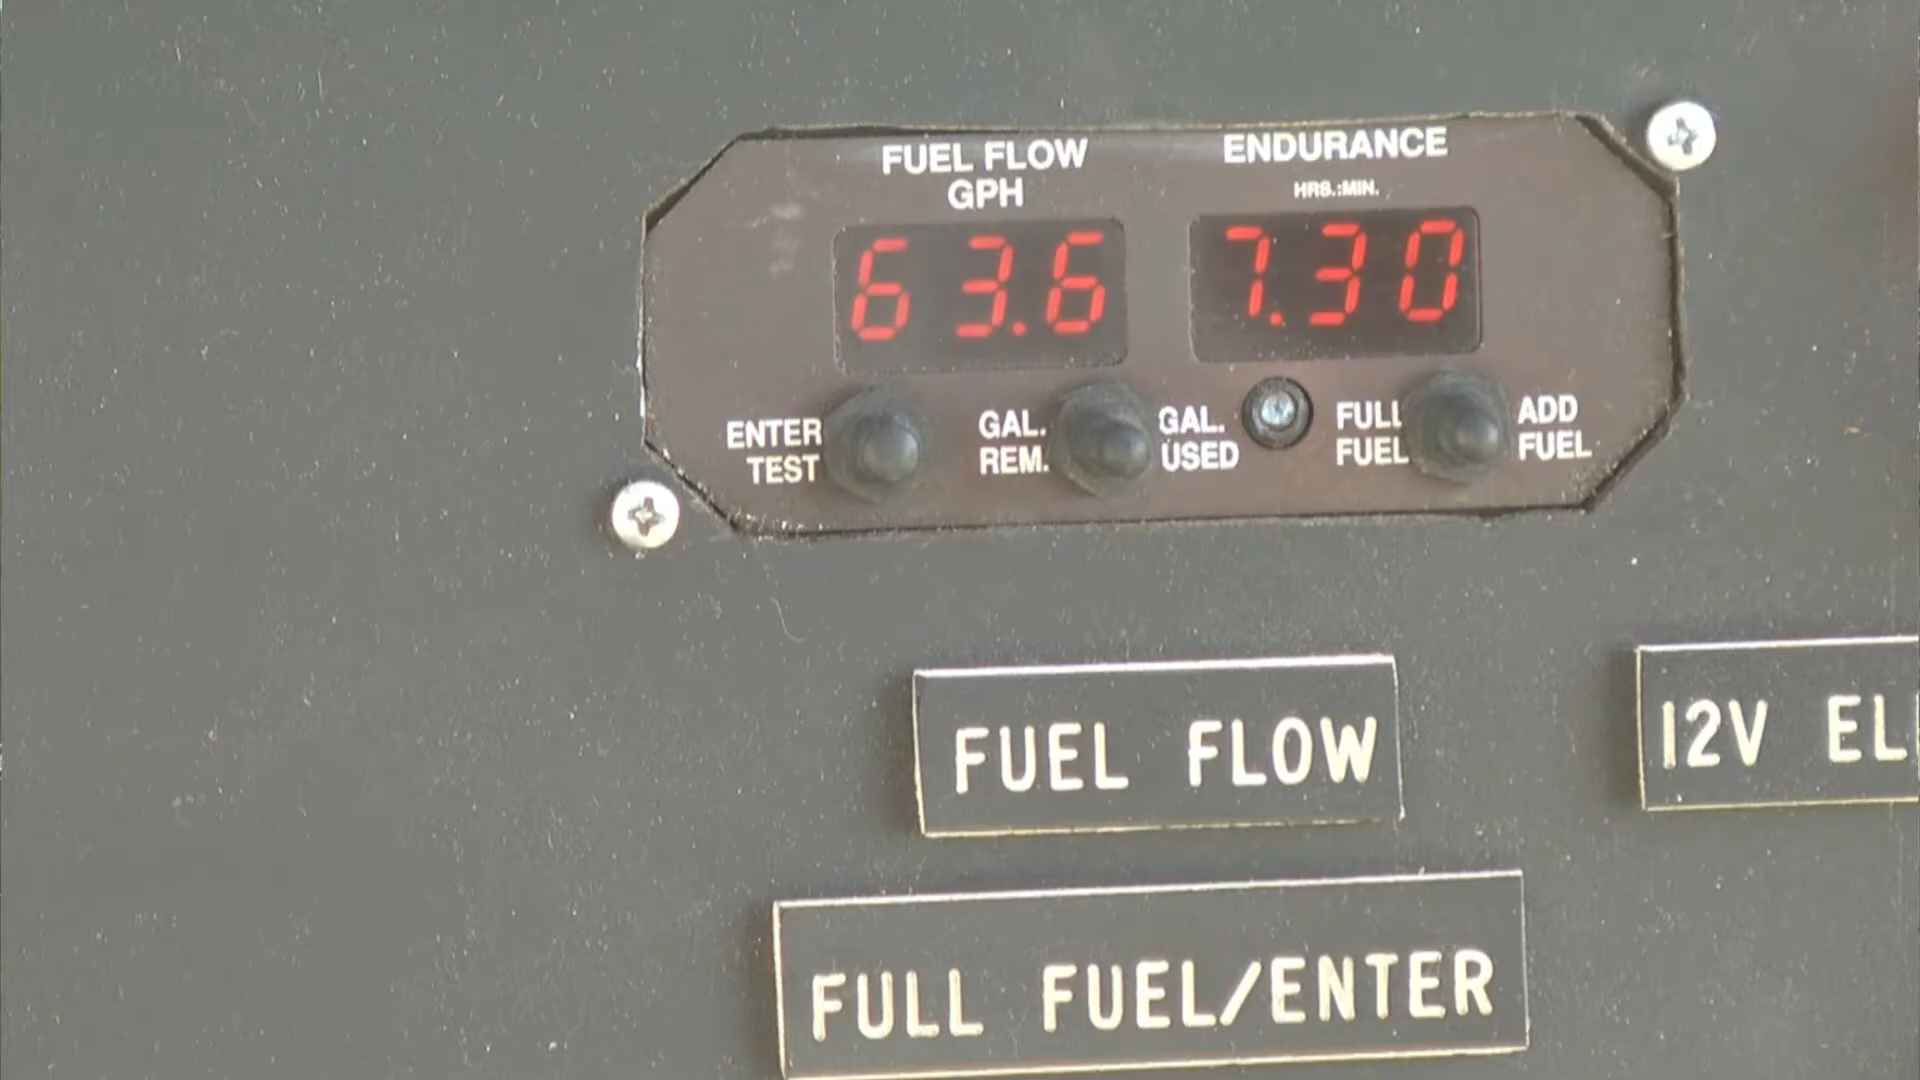 FUEL FLOW
GPH
ENDURANCE
HRS.:MIN.
63.6
7.30
ENTER
TEST
GAL.
REM.
GAL.
USED
FULL
FUEL
ADD
FUEL
FUEL FLOW
12V EL
FULL FUEL/ENTER